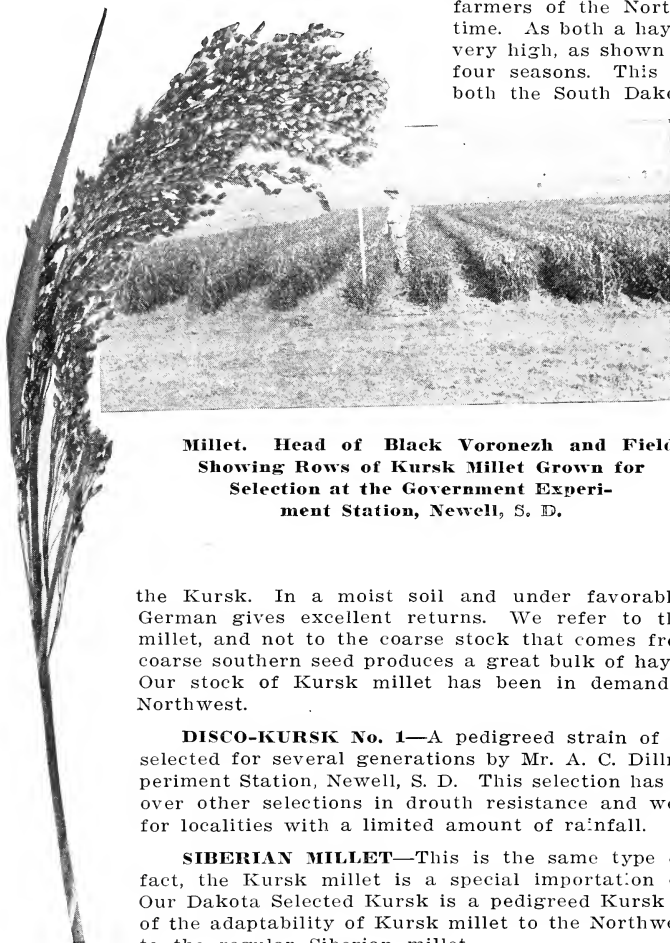 farmers of the Nort
time. As both a hay
very high, as shown
four seasons. This
both the South Dako
Millet. Head of Black Voronezh and Field
Showing Rows of Kursk Millet Grown for
Selection at the Government Experi-
ment Station, Newell, S. D.
the Kursk. In a moist soil and under favorabl
German gives excellent returns. We refer to th
millet, and not to the coarse stock that comes fro
coarse southern seed produces a great bulk of hay
Our stock of Kursk millet has been in demand
Northwest.
DISCO-KURSK No. 1—A pedigreed strain of
selected for several generations by Mr. A. C. Dillm
periment Station, Newell, S. D. This selection has
over other selections in drouth resistance and we
for localities with a limited amount of rainfall.
SIBERIAN MILLET—This is the same type
fact, the Kursk millet is a special importation
Our Dakota Selected Kursk is a pedigreed Kursk
of the adaptability of Kursk millet to the Northwe
to the regular Siberian millet